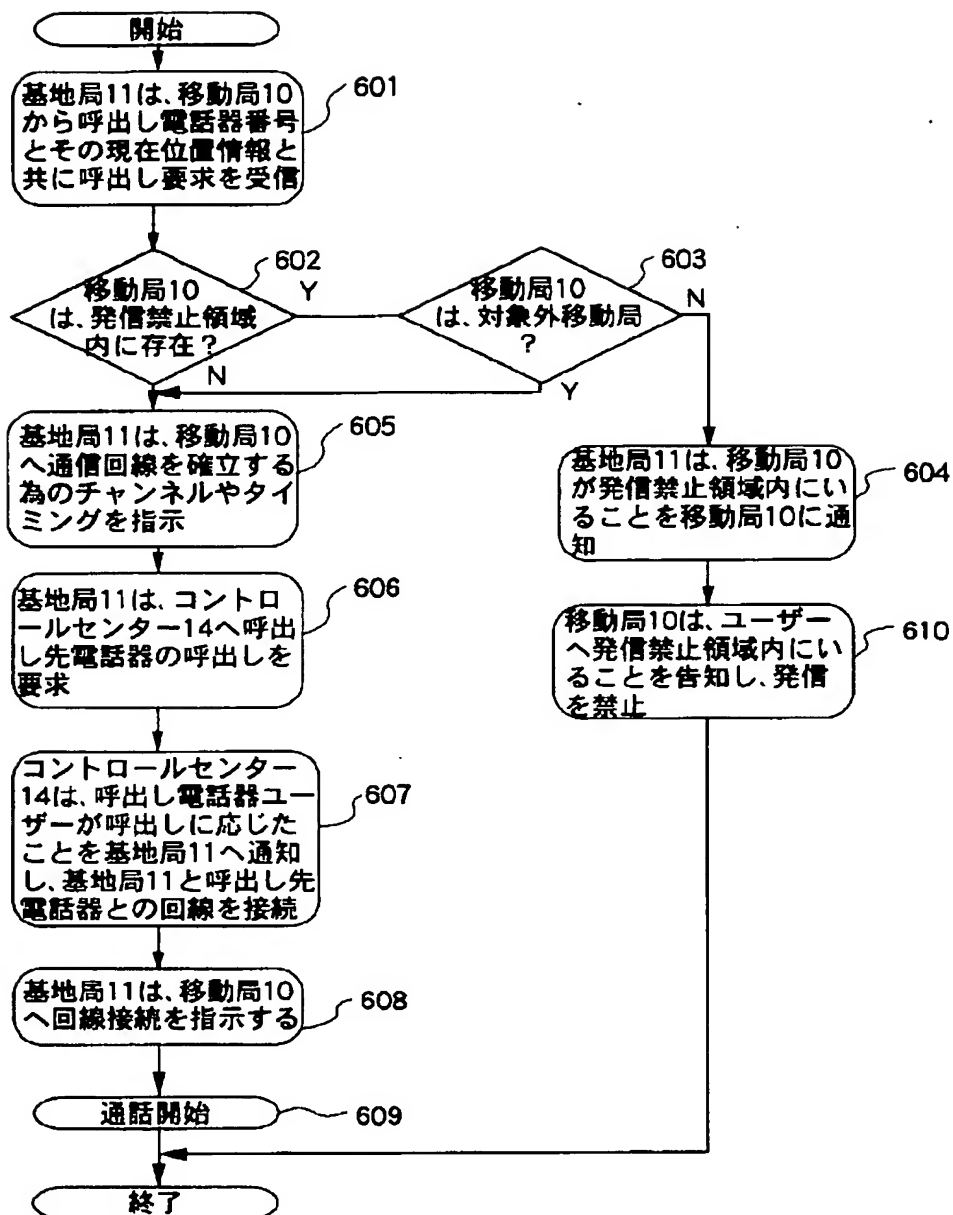 開始
基地局11は、移動局10
から呼出し電話器番号
とその現在位置情報と
共に呼出し要求を受信
601
移動局10
は、発信禁止領域
内に存在？
602
Y
N
移動局10
は、対象外移動局
？
603
N
Y
基地局11は、移動局10
へ通信回線を確立する
為のチャンネルやタイ
ミングを指示
605
基地局11は、移動局10
が発信禁止領域内にい
ることを移動局10に通
知
604
基地局11は、コントロ
ールセンター14へ呼出
し先電話器の呼出しを
要求
606
移動局10は、ユーザー
へ発信禁止領域内にい
ることを告知し、発信
を禁止
610
コントロールセンター
14は、呼出し電話器ユー
ザーが呼出しに応じた
ことを基地局11へ通知
し、基地局11と呼出し先
電話器との回線を接続
607
基地局11は、移動局10
へ回線接続を指示する
608
通話開始
609
終了